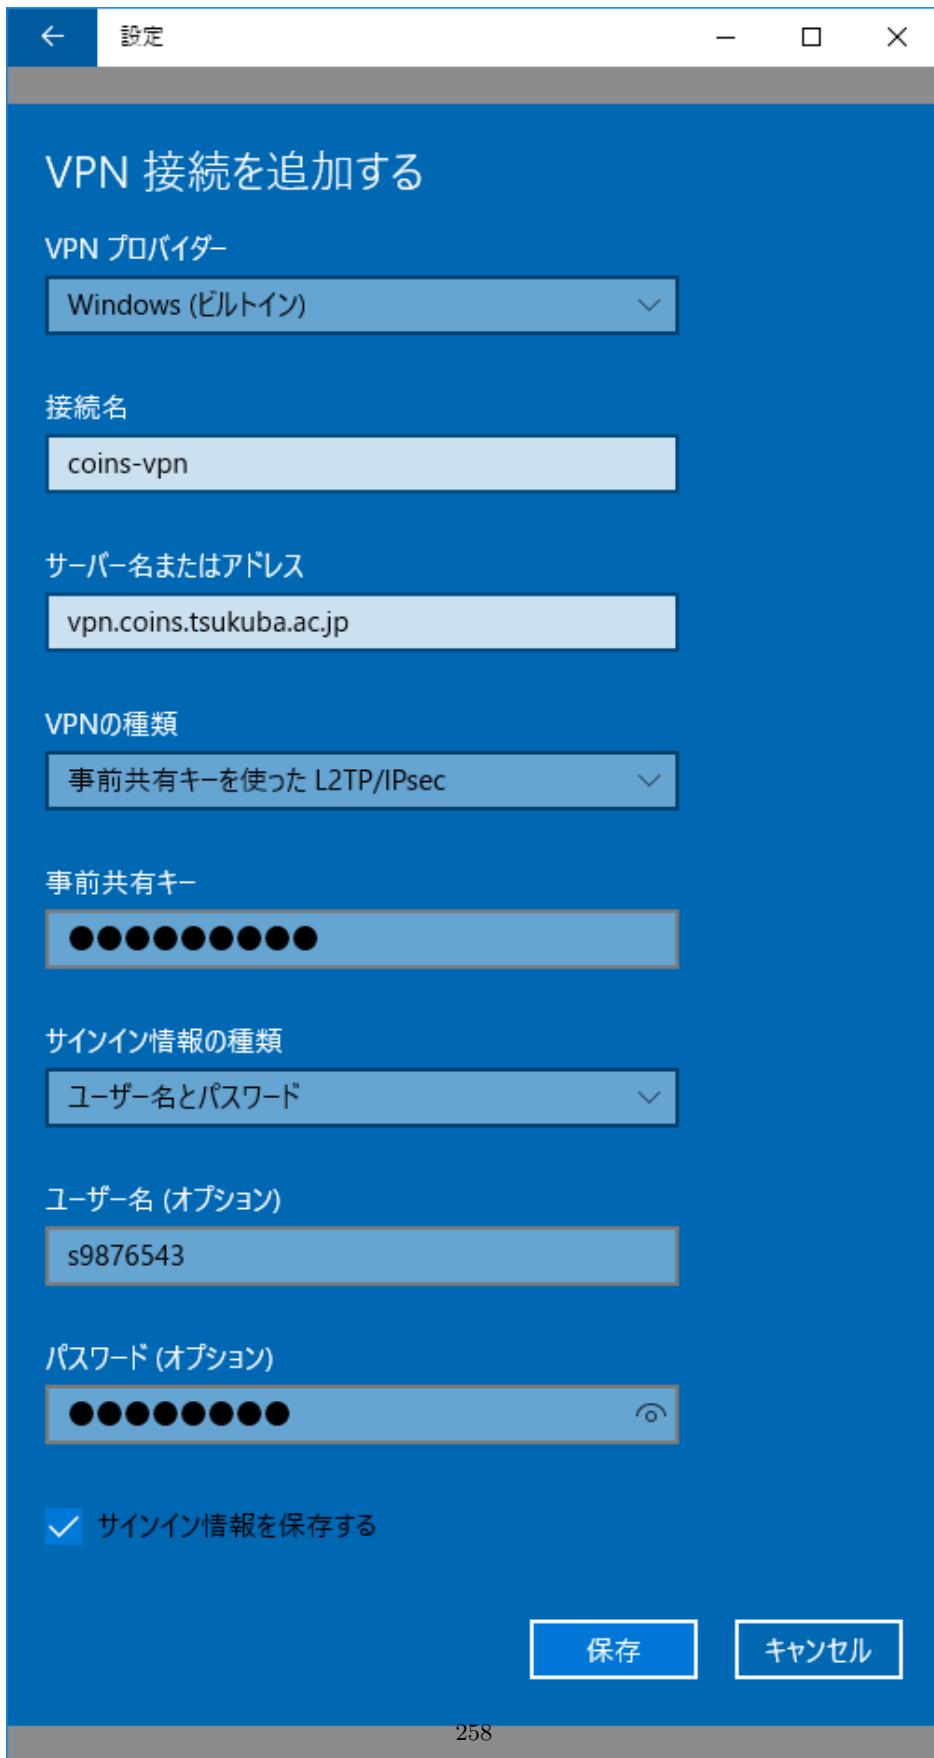 設定
VPN 接続を追加する
VPN プロバイダー
Windows (ビルトイン)
接続名
coins-vpn
サーバー名またはアドレス
vpn.coins.tsukuba.ac.jp
VPNの種類
事前共有キーを使った L2TP/IPsec
事前共有キー
●●●●●●●●●
サインイン情報の種類
ユーザー名とパスワード
ユーザー名 (オプション)
s9876543
パスワード (オプション)
●●●●●●●●
サインイン情報を保存する
保存
キャンセル
258